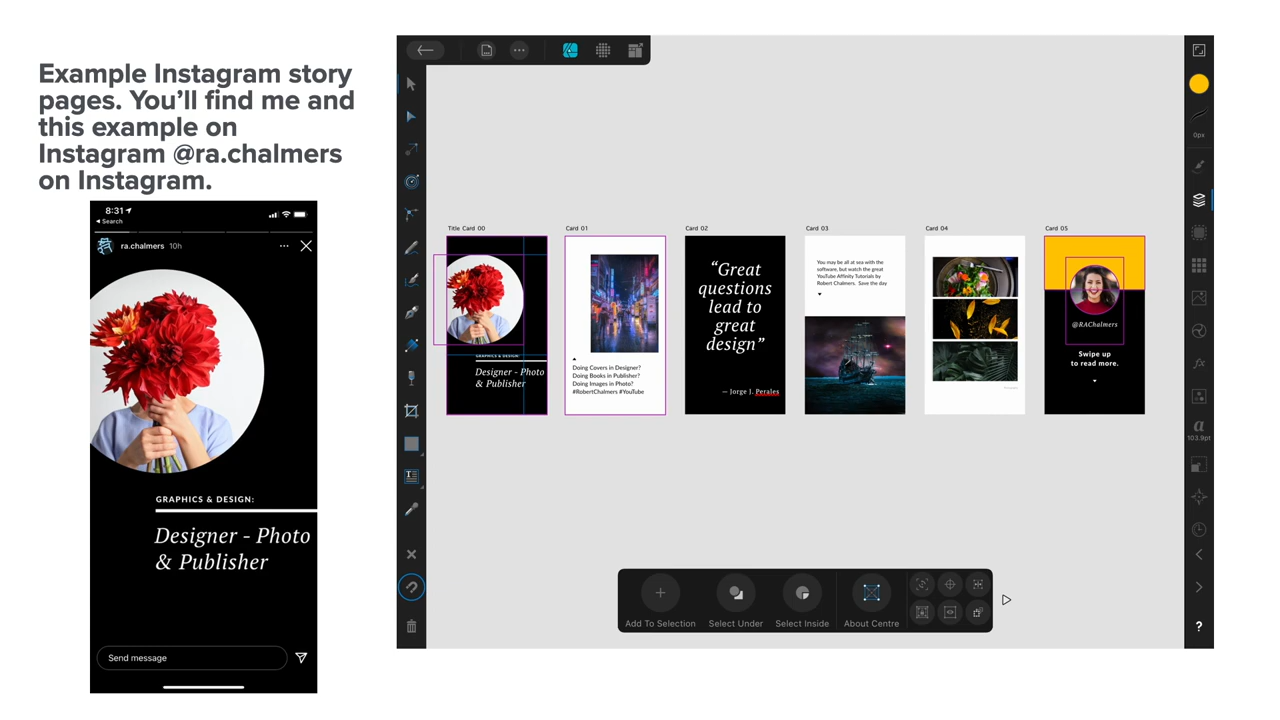 Example Instagram story
pages. You'll find me and
this example on
Instagram @ra.chalmers
on Instagram.
8:31
Search
ra.chalmers 10h
GRAPHICS & DESIGN:
Designer - Photo
& Publisher
Send message
0px
103.9pt
Title Card 00
GRAPHICS & DESIGN:
Designer - Photo
& Publisher
Card 01
Doing Covers in Designer?
Doing Books in Publisher?
Doing Images in Photo?
#RobertChalmers #YouTube
Card 02
“Great
questions
lead to
great
design”
— Jorge J. Perales
Card 03
You may be all at sea with the
software, but watch the great
YouTube Affinity Tutorials by
Robert Chalmers. Save the day
Card 04
Card 05
@RAChalmers
Swipe up
to read more.
Add To Selection
Select Under
Select Inside
About Centre